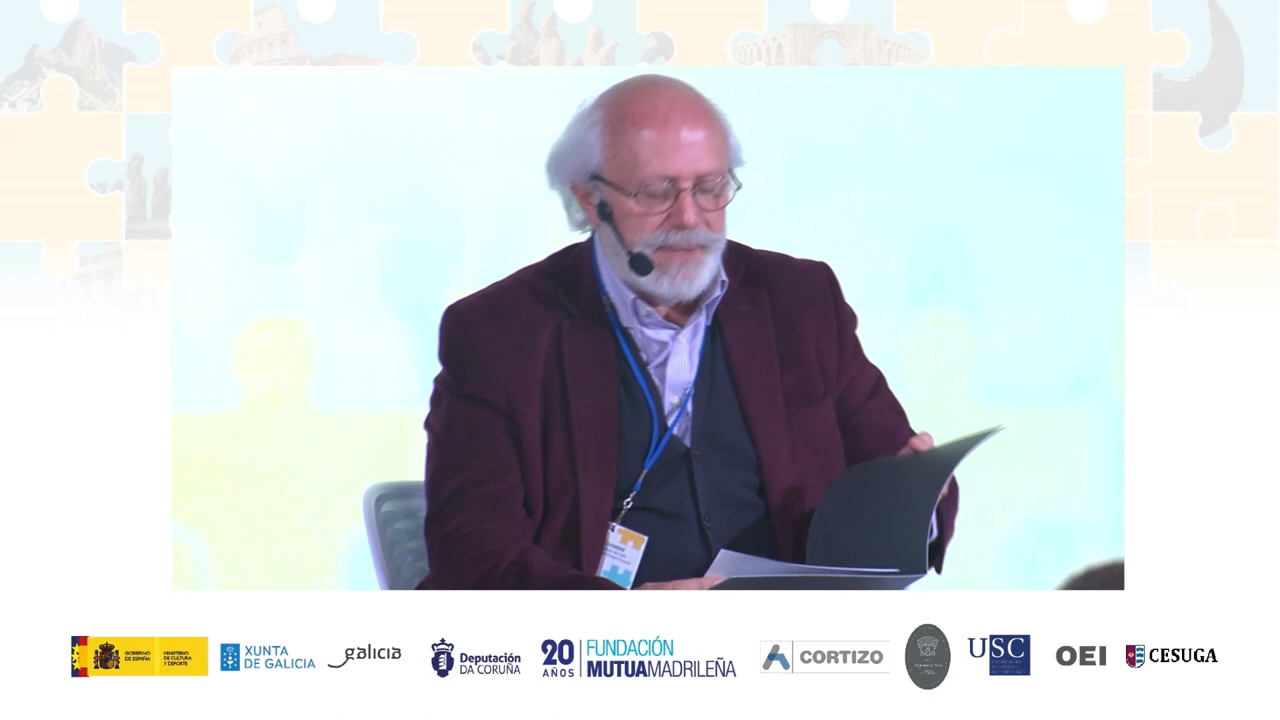 GOBIERNO
DE ESPAÑA
MINISTERIO
DE CULTURA
Y DEPORTE
XUNTA
DE GALICIA
galicia
Deputación
DA CORUÑA
20
AÑOS
FUNDACIÓN
MUTUAMADRILEÑA
CORTIZO
USC
OEI
CESUGA